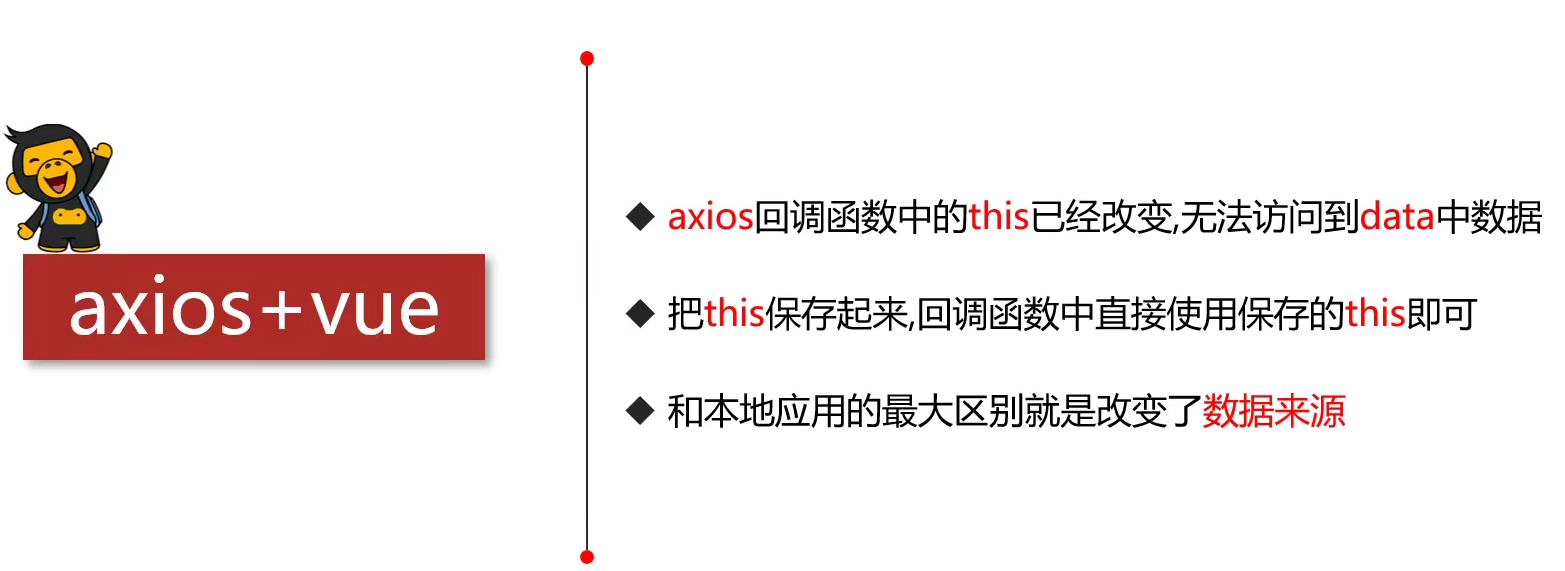 axios+vue
axios回调函数中的this已经改变,无法访问到data中数据
把this保存起来,回调函数中直接使用保存的this即可
和本地应用的最大区别就是改变了数据来源